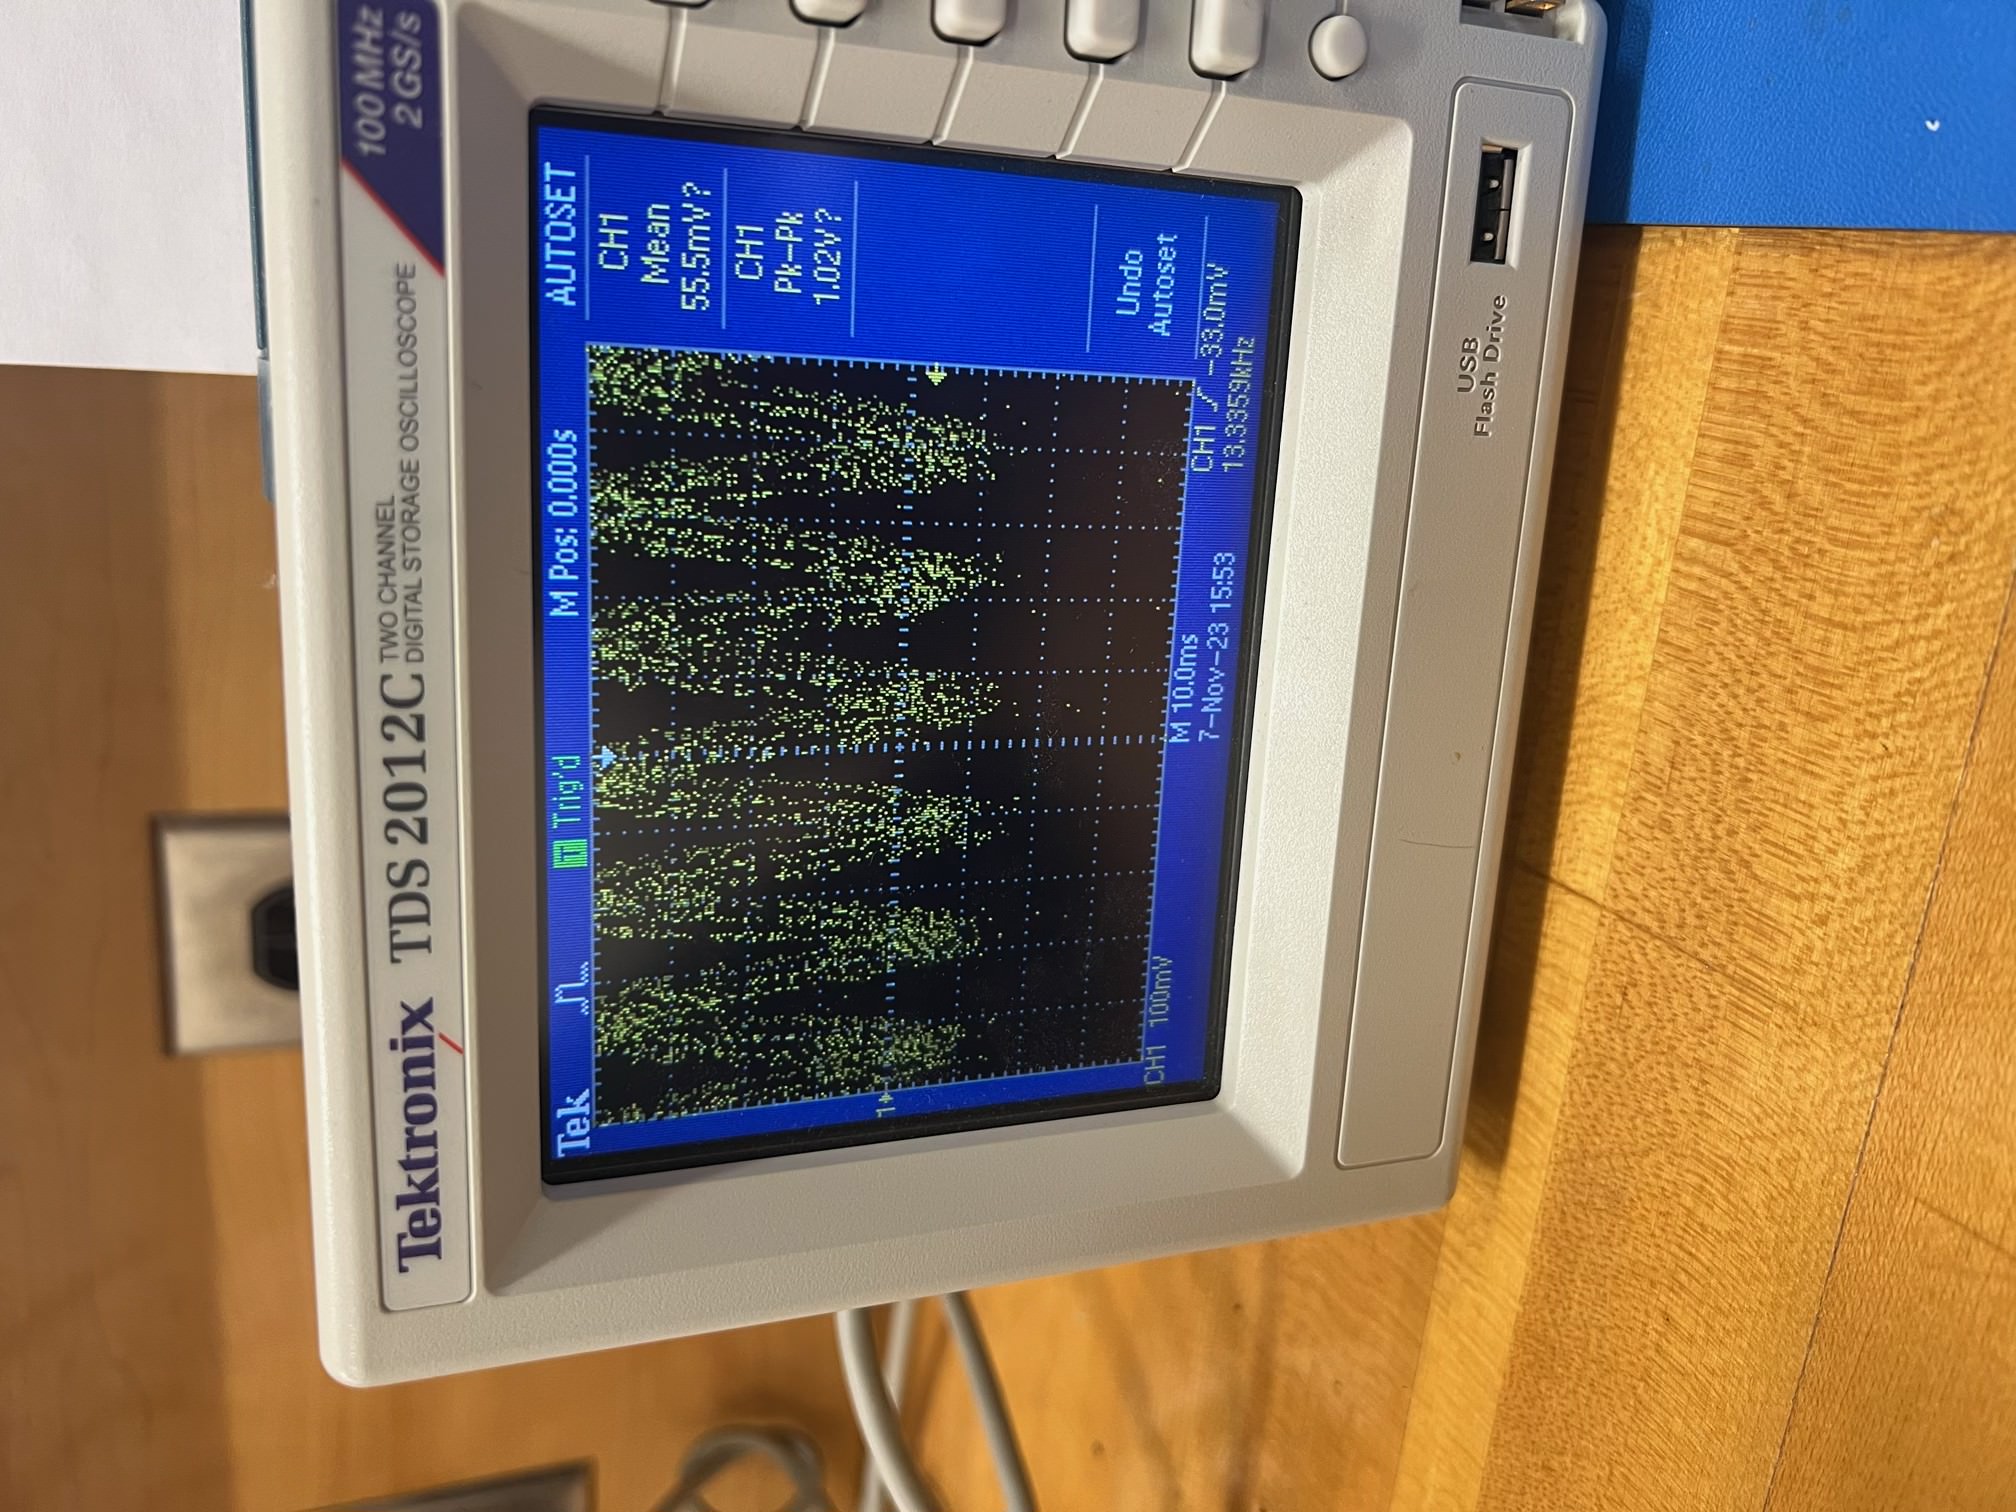 Tektronix TDS 2012C TWO CHANNEL
DIGITAL STORAGE OSCILLOSCOPE
100 MHz
2 GS/s
Tek Trig'd M Pos: 0.000s AUTOSET
CH1
Mean
55.5mV?
CH1
Pk-Pk
1.02V?
1
Undo
Autoset
CH1 100mV
M 10.0ms
7-Nov-23 15:53
CH1 -33.0mV
13.3359kHz
USB
Flash Drive